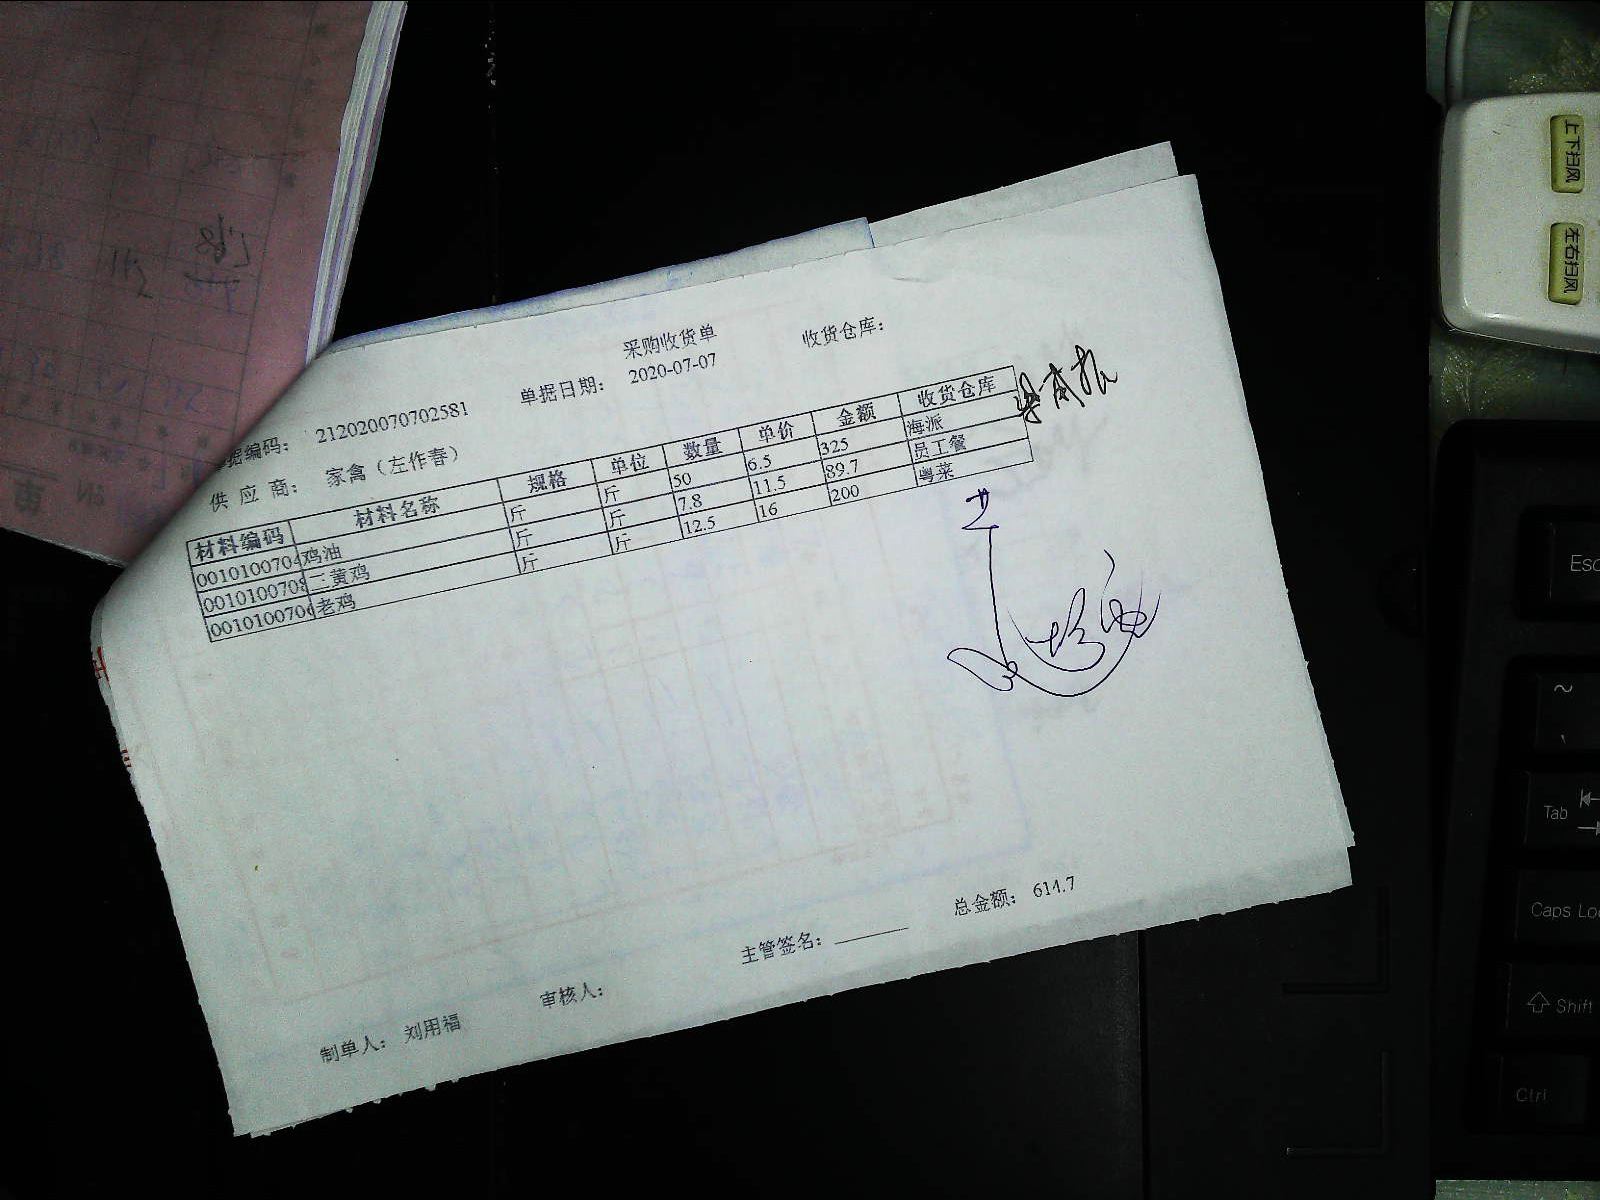 采购收货单
收货仓库：
单据日期： 2020-07-07
据编码： 212020070702581
供 应 商： 家禽（左作春）
材料编码 材料名称 规格 单位 数量 单价 金额 收货仓库
001010070 鸡油 斤 斤 50 6.5 325 海派
001010070 三黄鸡 斤 斤 7.8 11.5 89.7 员工餐
001010070 老鸡 斤 斤 12.5 16 200 粤菜
总金额： 614.7
主管签名：
审核人：
制单人： 刘用福
上下扫风
左右扫风
Esc
~
Tab
Caps Loc
Shift
Ctrl